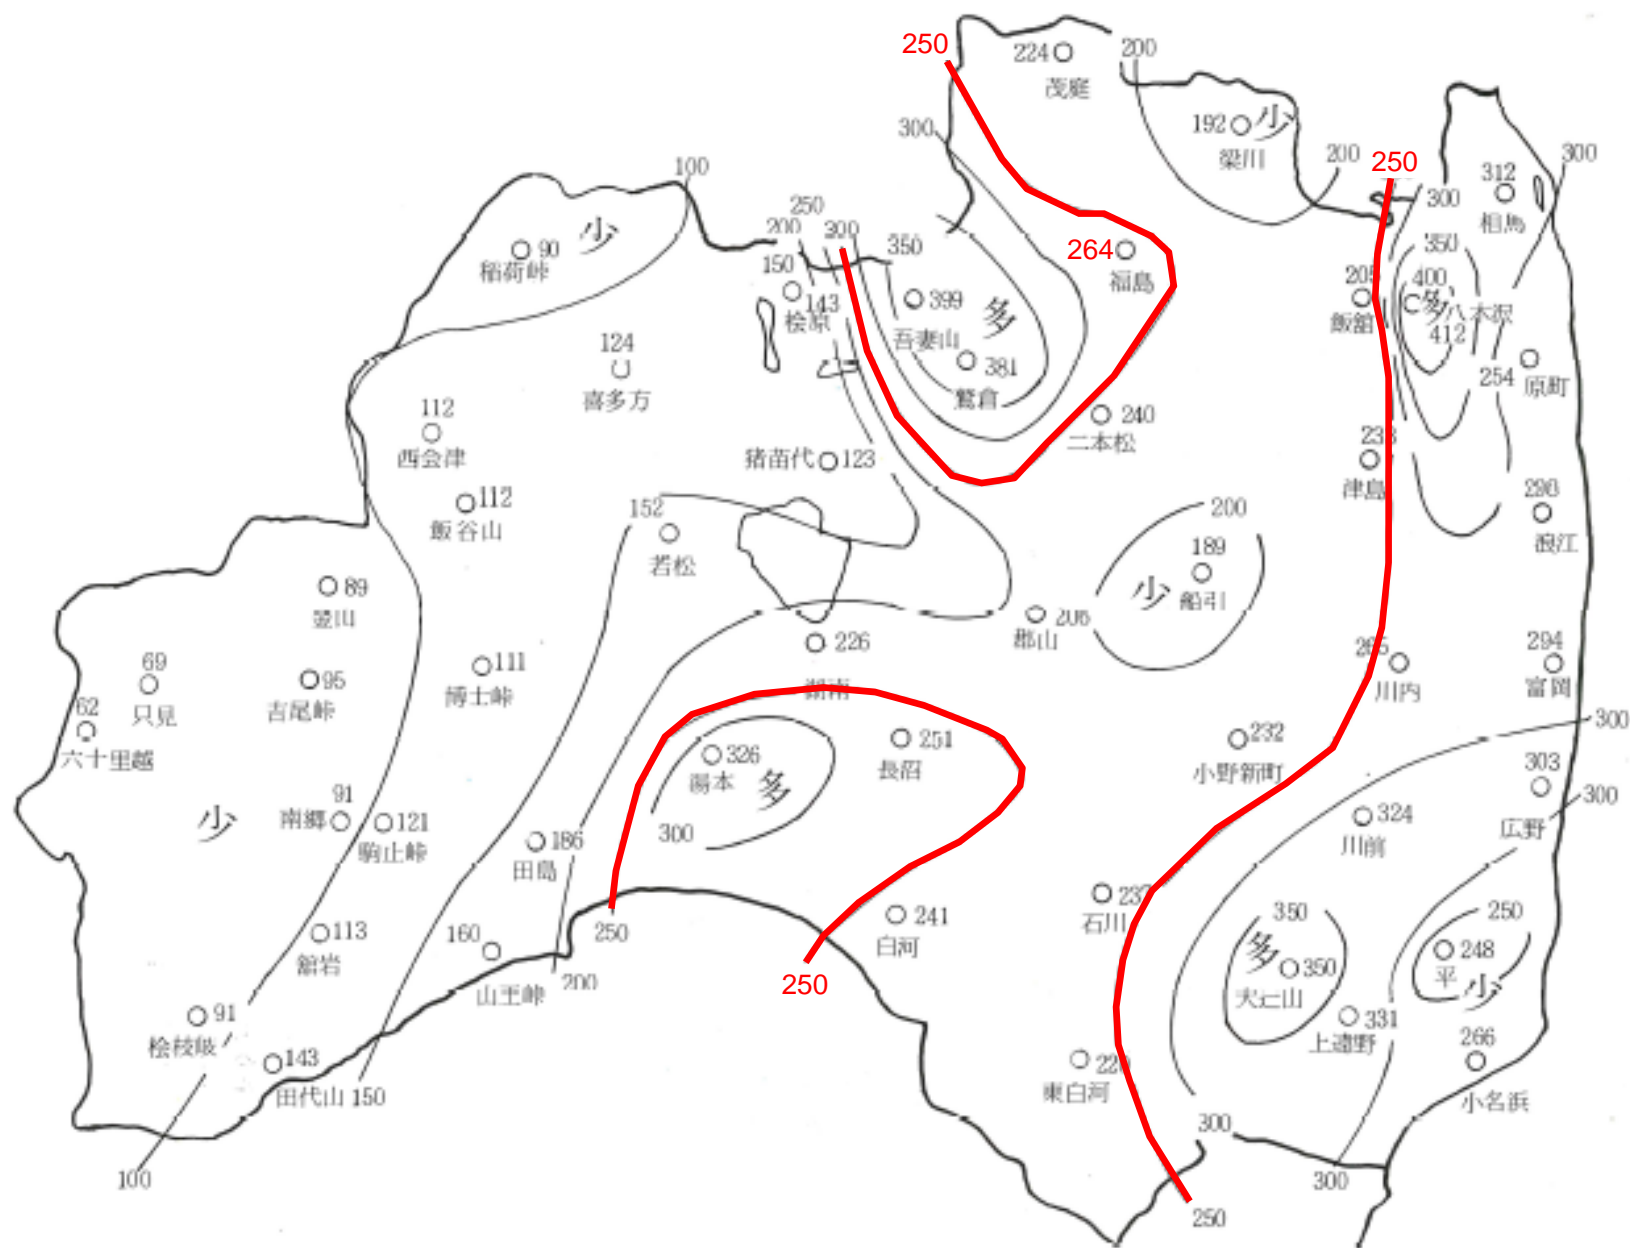 250
224
茂庭
200
300
192
少
梁川
200
250
300
100
312
相馬
300
少
90
稲荷峠
250
200
300
350
150
143
桧原
264
福島
350
400
多
八木沢
412
205
飯舘
399
吾妻山
多
381
鷲倉
254
原町
124
喜多方
112
西会津
240
二本松
猪苗代
123
津島
112
飯谷山
152
若松
200
189
少
船引
浪江
89
206
郡山
226
湖南
69
只見
95
吉尾峠
111
博士峠
川内
294
富岡
62
六十里越
326
湯本
多
300
251
長沼
232
小野新町
300
303
広野
300
少
91
南郷
121
駒止峠
186
田島
324
川前
113
舘岩
160
山王峠
200
250
241
白河
250
237
石川
350
多
350
250
248
平
少
91
桧枝岐
143
田代山
150
331
上遠野
266
小名浜
東白河
300
300
100
250